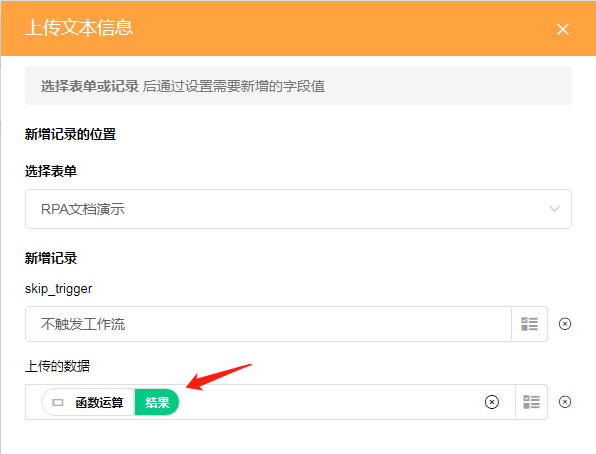 上传文本信息
选择表单或记录 后通过设置需要新增的字段值
新增记录的位置
选择表单
RPA文档演示
新增记录
skip_trigger
不触发工作流
上传的数据
函数运算 结果